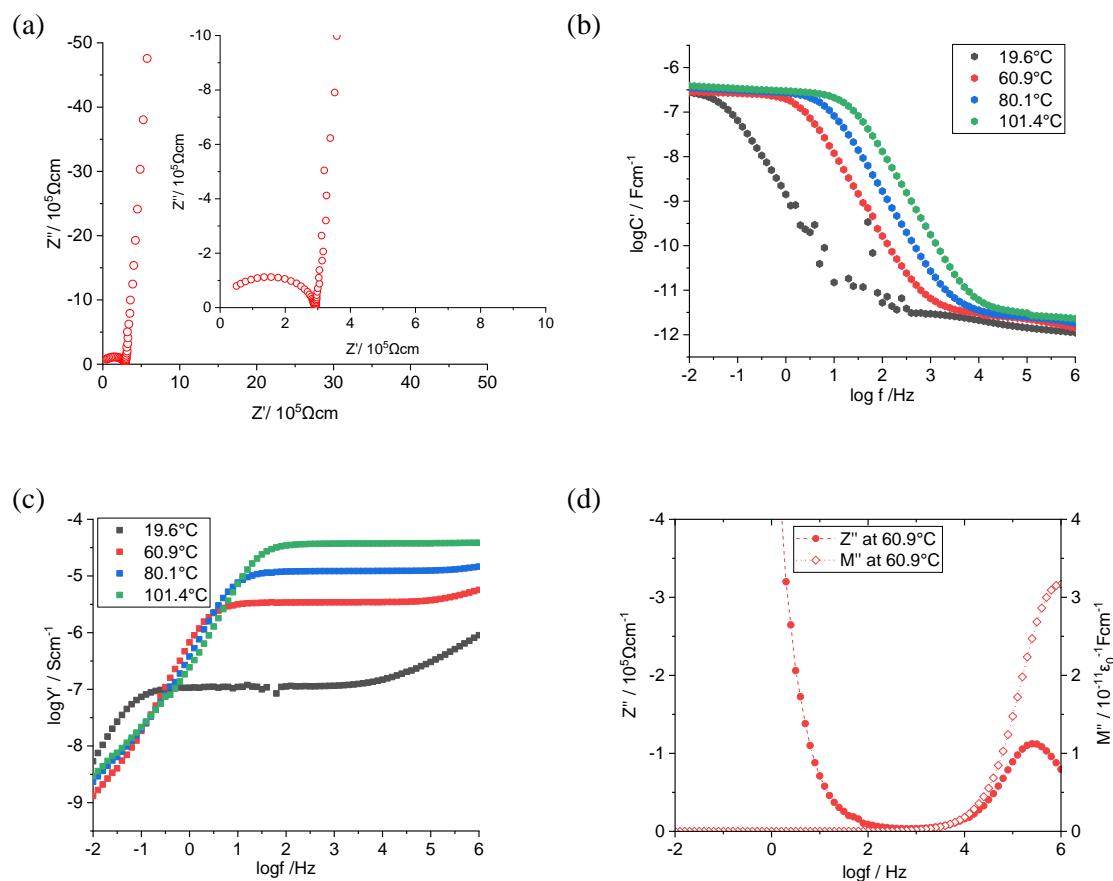 (a)
-50
-40
-30
-20
-10
0
Z''/ 10⁵Ωcm
0 10 20 30 40 50
Z'/ 10⁵Ωcm
-10
-8
-6
-4
-2
0
Z''/ 10⁵Ωcm
0 2 4 6 8 10
Z'/ 10⁵Ωcm
(b)
-6
-7
-8
-9
-10
-11
-12
logC' / Fcm⁻¹
-2 -1 0 1 2 3 4 5 6
log f /Hz
19.6°C
60.9°C
80.1°C
101.4°C
(c)
-4
-5
-6
-7
-8
-9
logY' / Scm⁻¹
-2 -1 0 1 2 3 4 5 6
logf /Hz
19.6°C
60.9°C
80.1°C
101.4°C
(d)
-4
-3
-2
-1
0
Z'' / 10⁵Ωcm⁻¹
-2 0 2 4 6
logf / Hz
4
3
2
1
0
M'' / 10⁻¹¹ε₀⁻¹Fcm⁻¹
Z'' at 60.9°C
M'' at 60.9°C